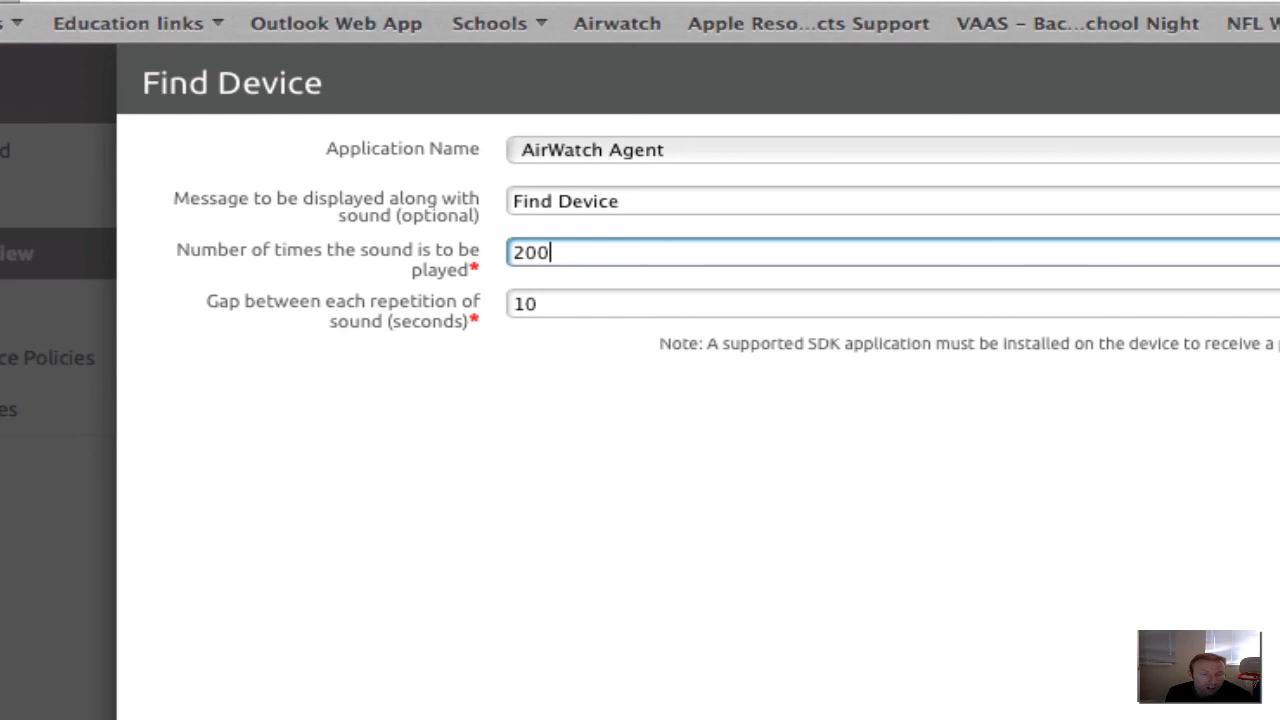 s Education links Outlook Web App Schools Airwatch Apple Reso...cts Support VAAS – Bac...chool Night NFL W
Find Device
d
Application Name AirWatch Agent
Message to be displayed along with
sound (optional)
Find Device
Number of times the sound is to be
played*
200
iew
Gap between each repetition of
sound (seconds)*
10
Note: A supported SDK application must be installed on the device to receive a p
ce Policies
es